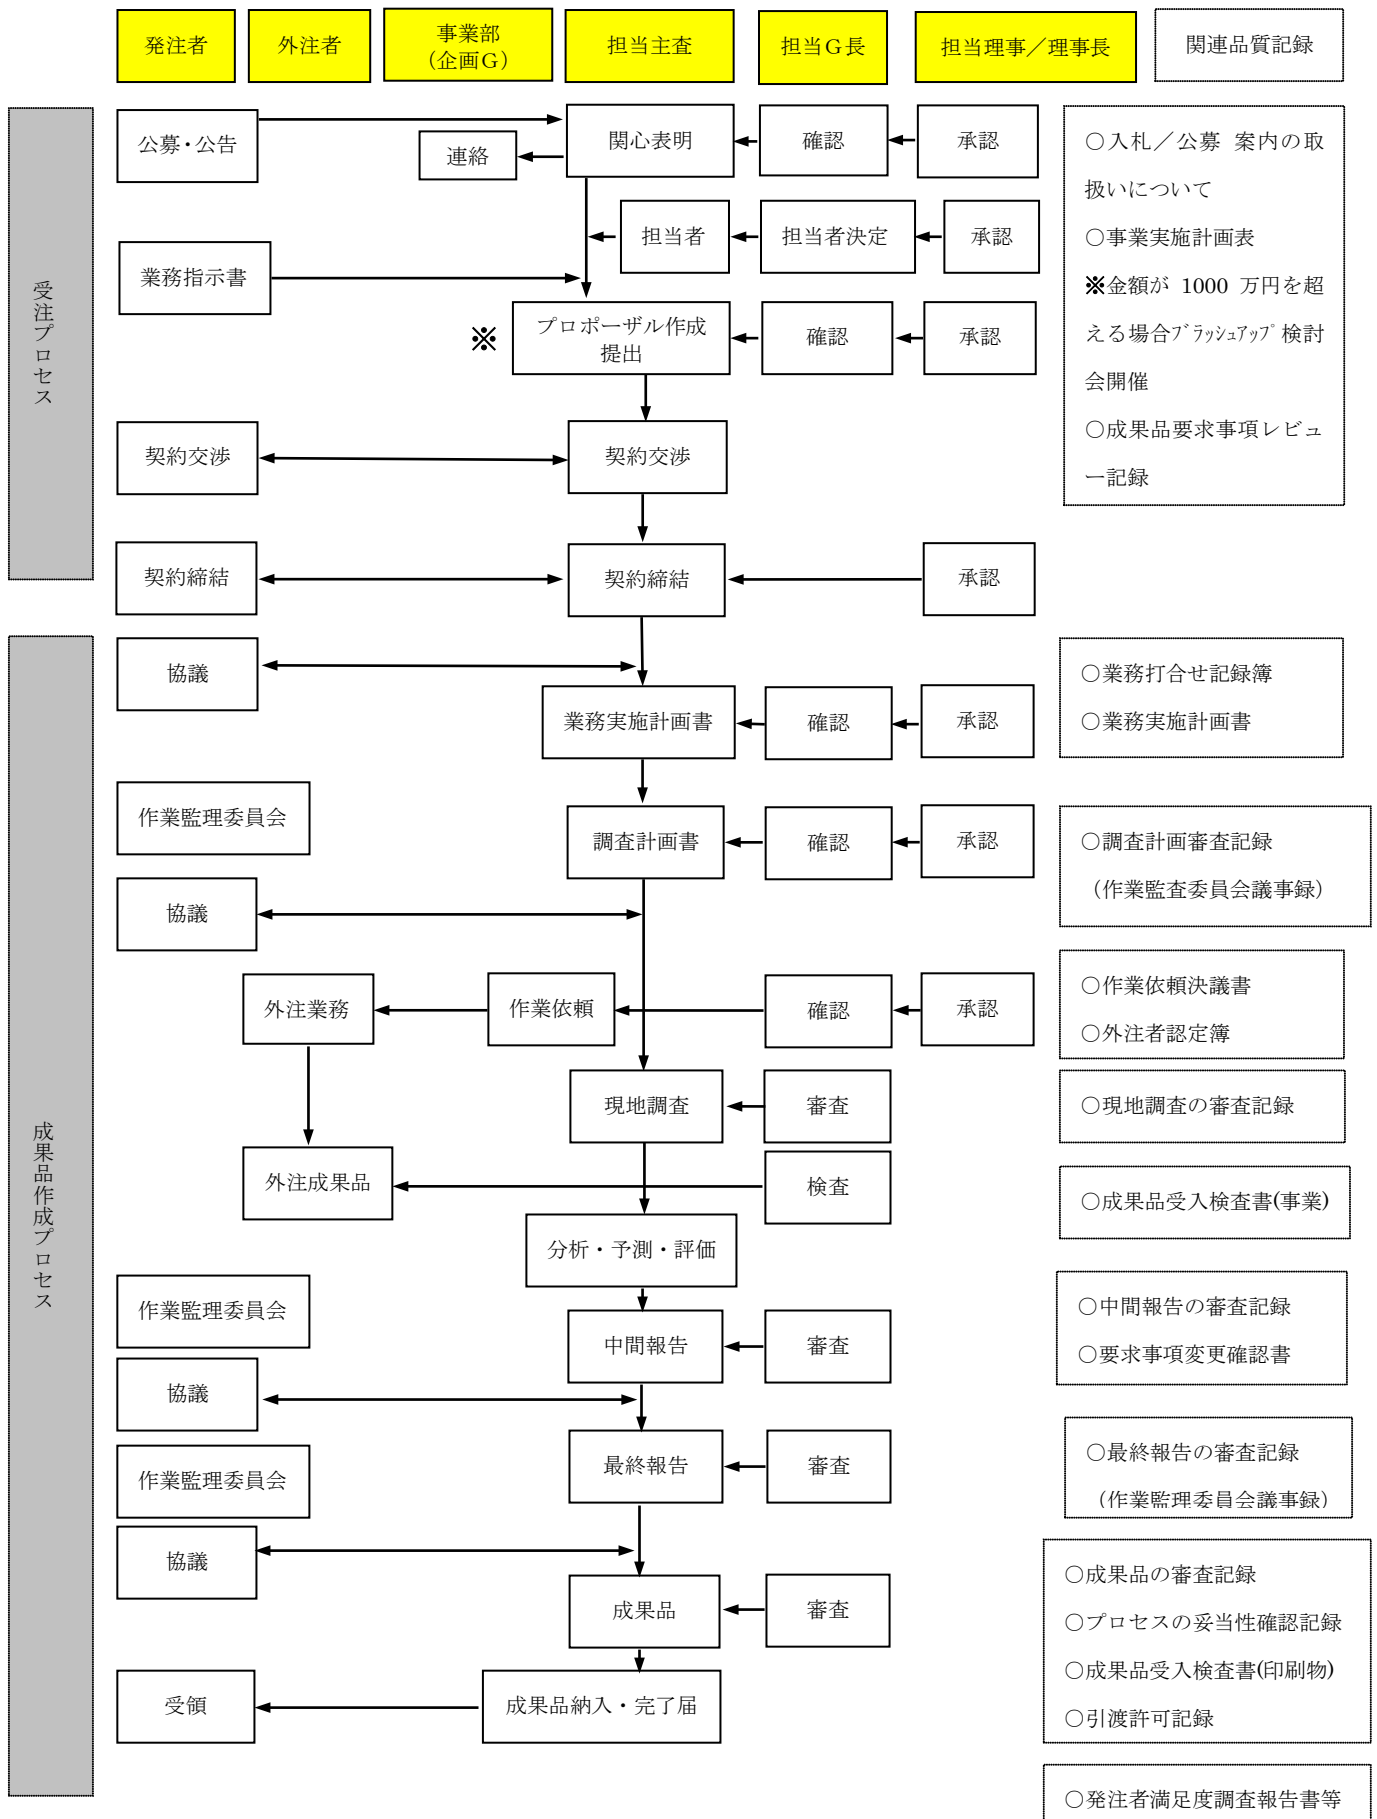 発注者
外注者
事業部
（企画Ｇ）
担当主査
担当Ｇ長
担当理事／理事長
関連品質記録
受注プロセス
公募・公告
連絡
関心表明
確認
承認
担当者
担当者決定
承認
業務指示書
※
プロポーザル作成
提出
確認
承認
契約交渉
契約交渉
契約締結
契約締結
承認
○入札／公募 案内の取
扱いについて
○事業実施計画表
※金額が 1000 万円を超
える場合ﾌﾞﾗｯｼｭｱｯﾌﾟ検討
会開催
○成果品要求事項レビュ
ー記録
成果品作成プロセス
協議
業務実施計画書
確認
承認
○業務打合せ記録簿
○業務実施計画書
作業監理委員会
調査計画書
確認
承認
○調査計画審査記録
（作業監査委員会議事録）
協議
外注業務
作業依頼
確認
承認
○作業依頼決議書
○外注者認定簿
現地調査
審査
○現地調査の審査記録
外注成果品
検査
○成果品受入検査書(事業)
分析・予測・評価
作業監理委員会
中間報告
審査
○中間報告の審査記録
○要求事項変更確認書
協議
最終報告
審査
○最終報告の審査記録
（作業監理委員会議事録）
作業監理委員会
協議
成果品
審査
○成果品の審査記録
○プロセスの妥当性確認記録
○成果品受入検査書(印刷物)
○引渡許可記録
受領
成果品納入・完了届
○発注者満足度調査報告書等